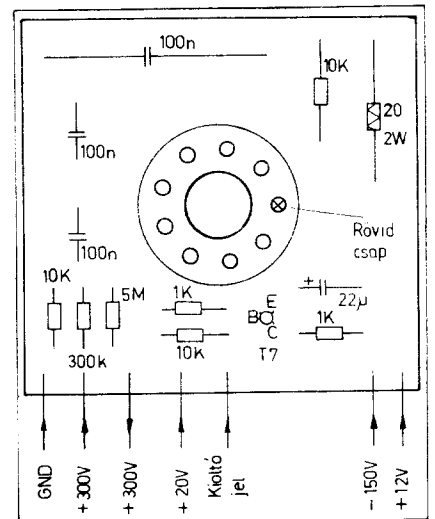 100n
10K
20
2W
100n
Rövid
csap
100n
10K
5M
1K
E
B
C
T7
+
22µ
1K
300k
10K
GND
+300V
+300V
+20V
Kioltó
jel
-150V
+12V